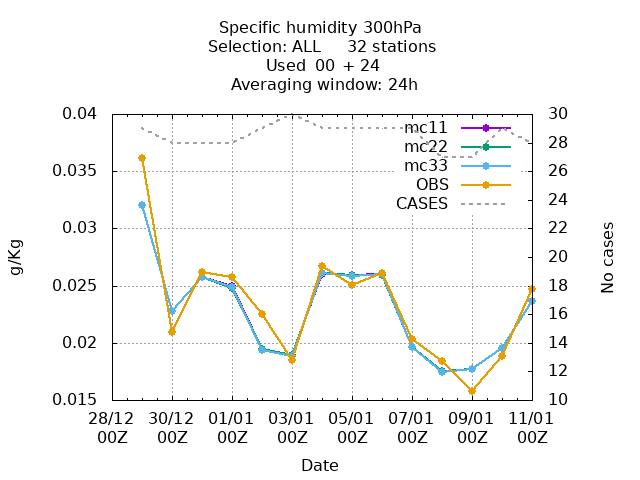 Specific humidity 300hPa
Selection: ALL 32 stations
Used 00 + 24
Averaging window: 24h
0.04
0.035
0.03
0.025
0.02
0.015
g/Kg
30
28
26
24
22
20
18
16
14
12
10
No cases
mc11
mc22
mc33
OBS
CASES
28/12 30/12 01/01 03/01 05/01 07/01 09/01 11/01
00Z 00Z 00Z 00Z 00Z 00Z 00Z 00Z
Date